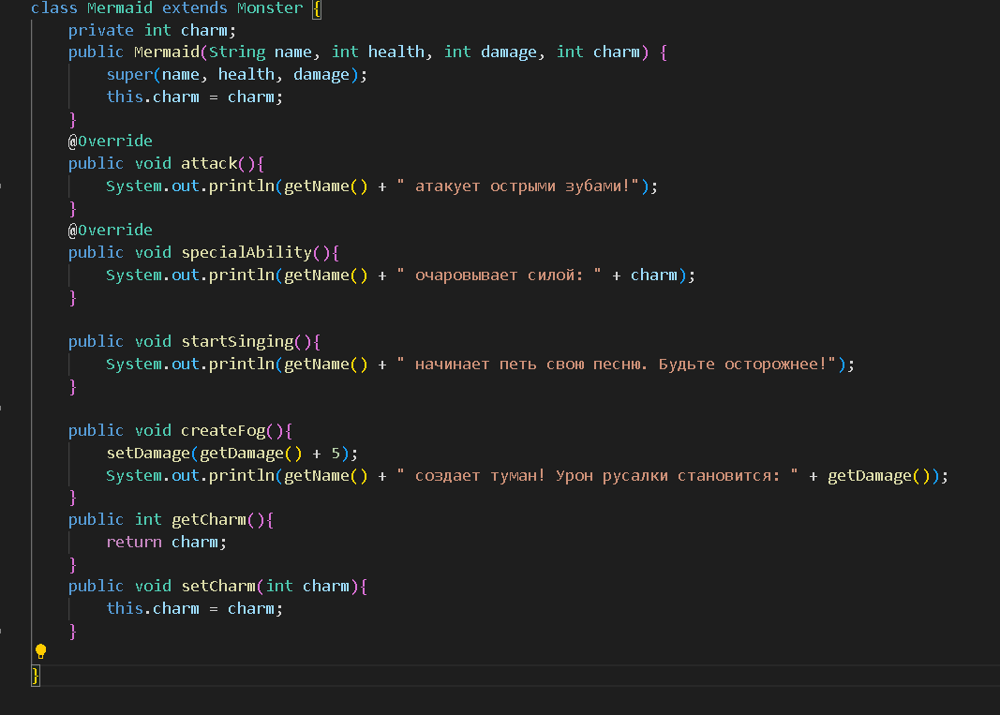 class Mermaid extends Monster {
    private int charm;
    public Mermaid(String name, int health, int damage, int charm) {
        super(name, health, damage);
        this.charm = charm;
    }
    @Override
    public void attack(){
        System.out.println(getName() + " атакует острыми зубами!");
    }
    @Override
    public void specialAbility(){
        System.out.println(getName() + " очаровывает силой: " + charm);
    }

    public void startSinging(){
        System.out.println(getName() + " начинает петь свою песню. Будьте осторожнее!");
    }

    public void createFog(){
        setDamage(getDamage() + 5);
        System.out.println(getName() + " создает туман! Урон русалки становится: " + getDamage());
    }
    public int getCharm(){
        return charm;
    }
    public void setCharm(int charm){
        this.charm = charm;
    }

}